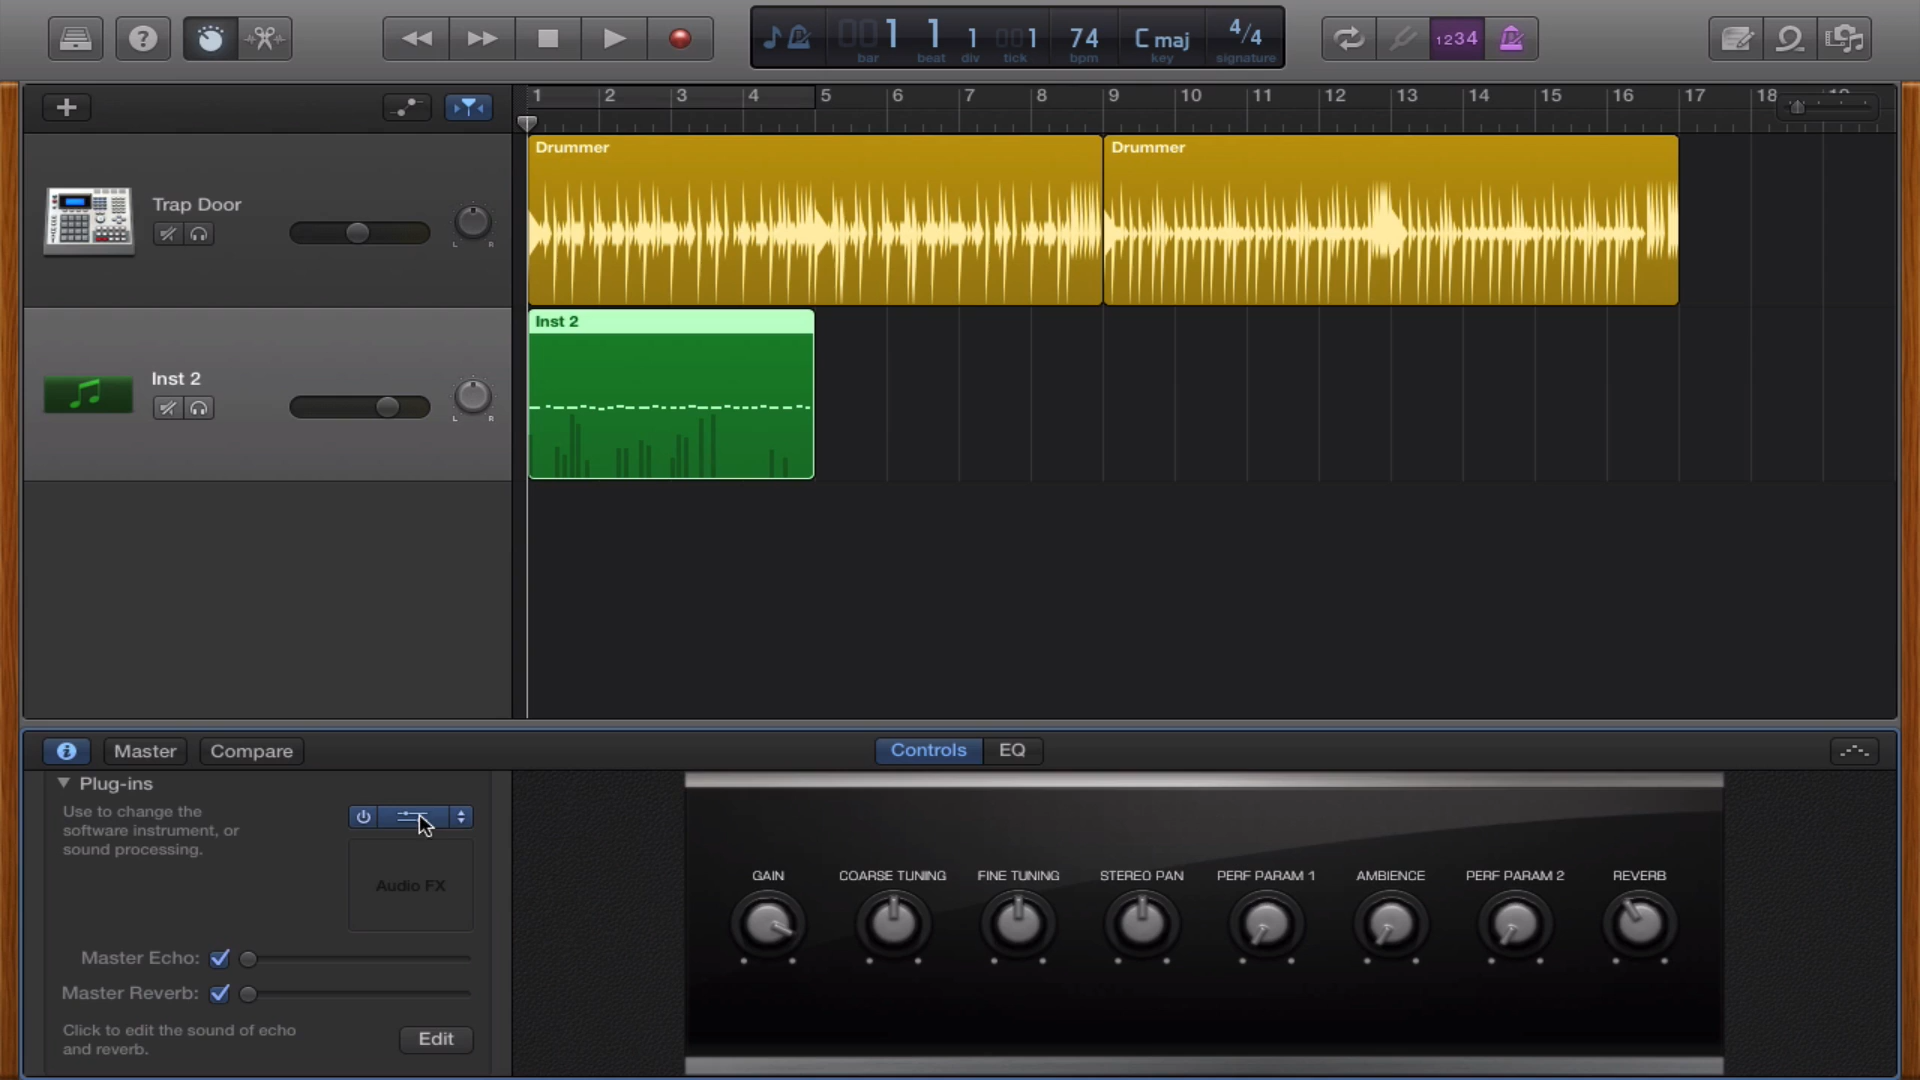 001 1 1 001 74 C maj 4/4
bar beat div tick bpm key signature
1234
1 2 3 4 5 6 7 8 9 10 11 12 13 14 15 16 17 18
Drummer Drummer
Trap Door
L R
Inst 2
Inst 2
L R
Master Compare Controls EQ
Plug-ins
Use to change the
software instrument, or
sound processing.
Audio FX
Master Echo:
Master Reverb:
Click to edit the sound of echo
and reverb.
Edit
GAIN COARSE TUNING FINE TUNING STEREO PAN PERF PARAM 1 AMBIENCE PERF PARAM 2 REVERB